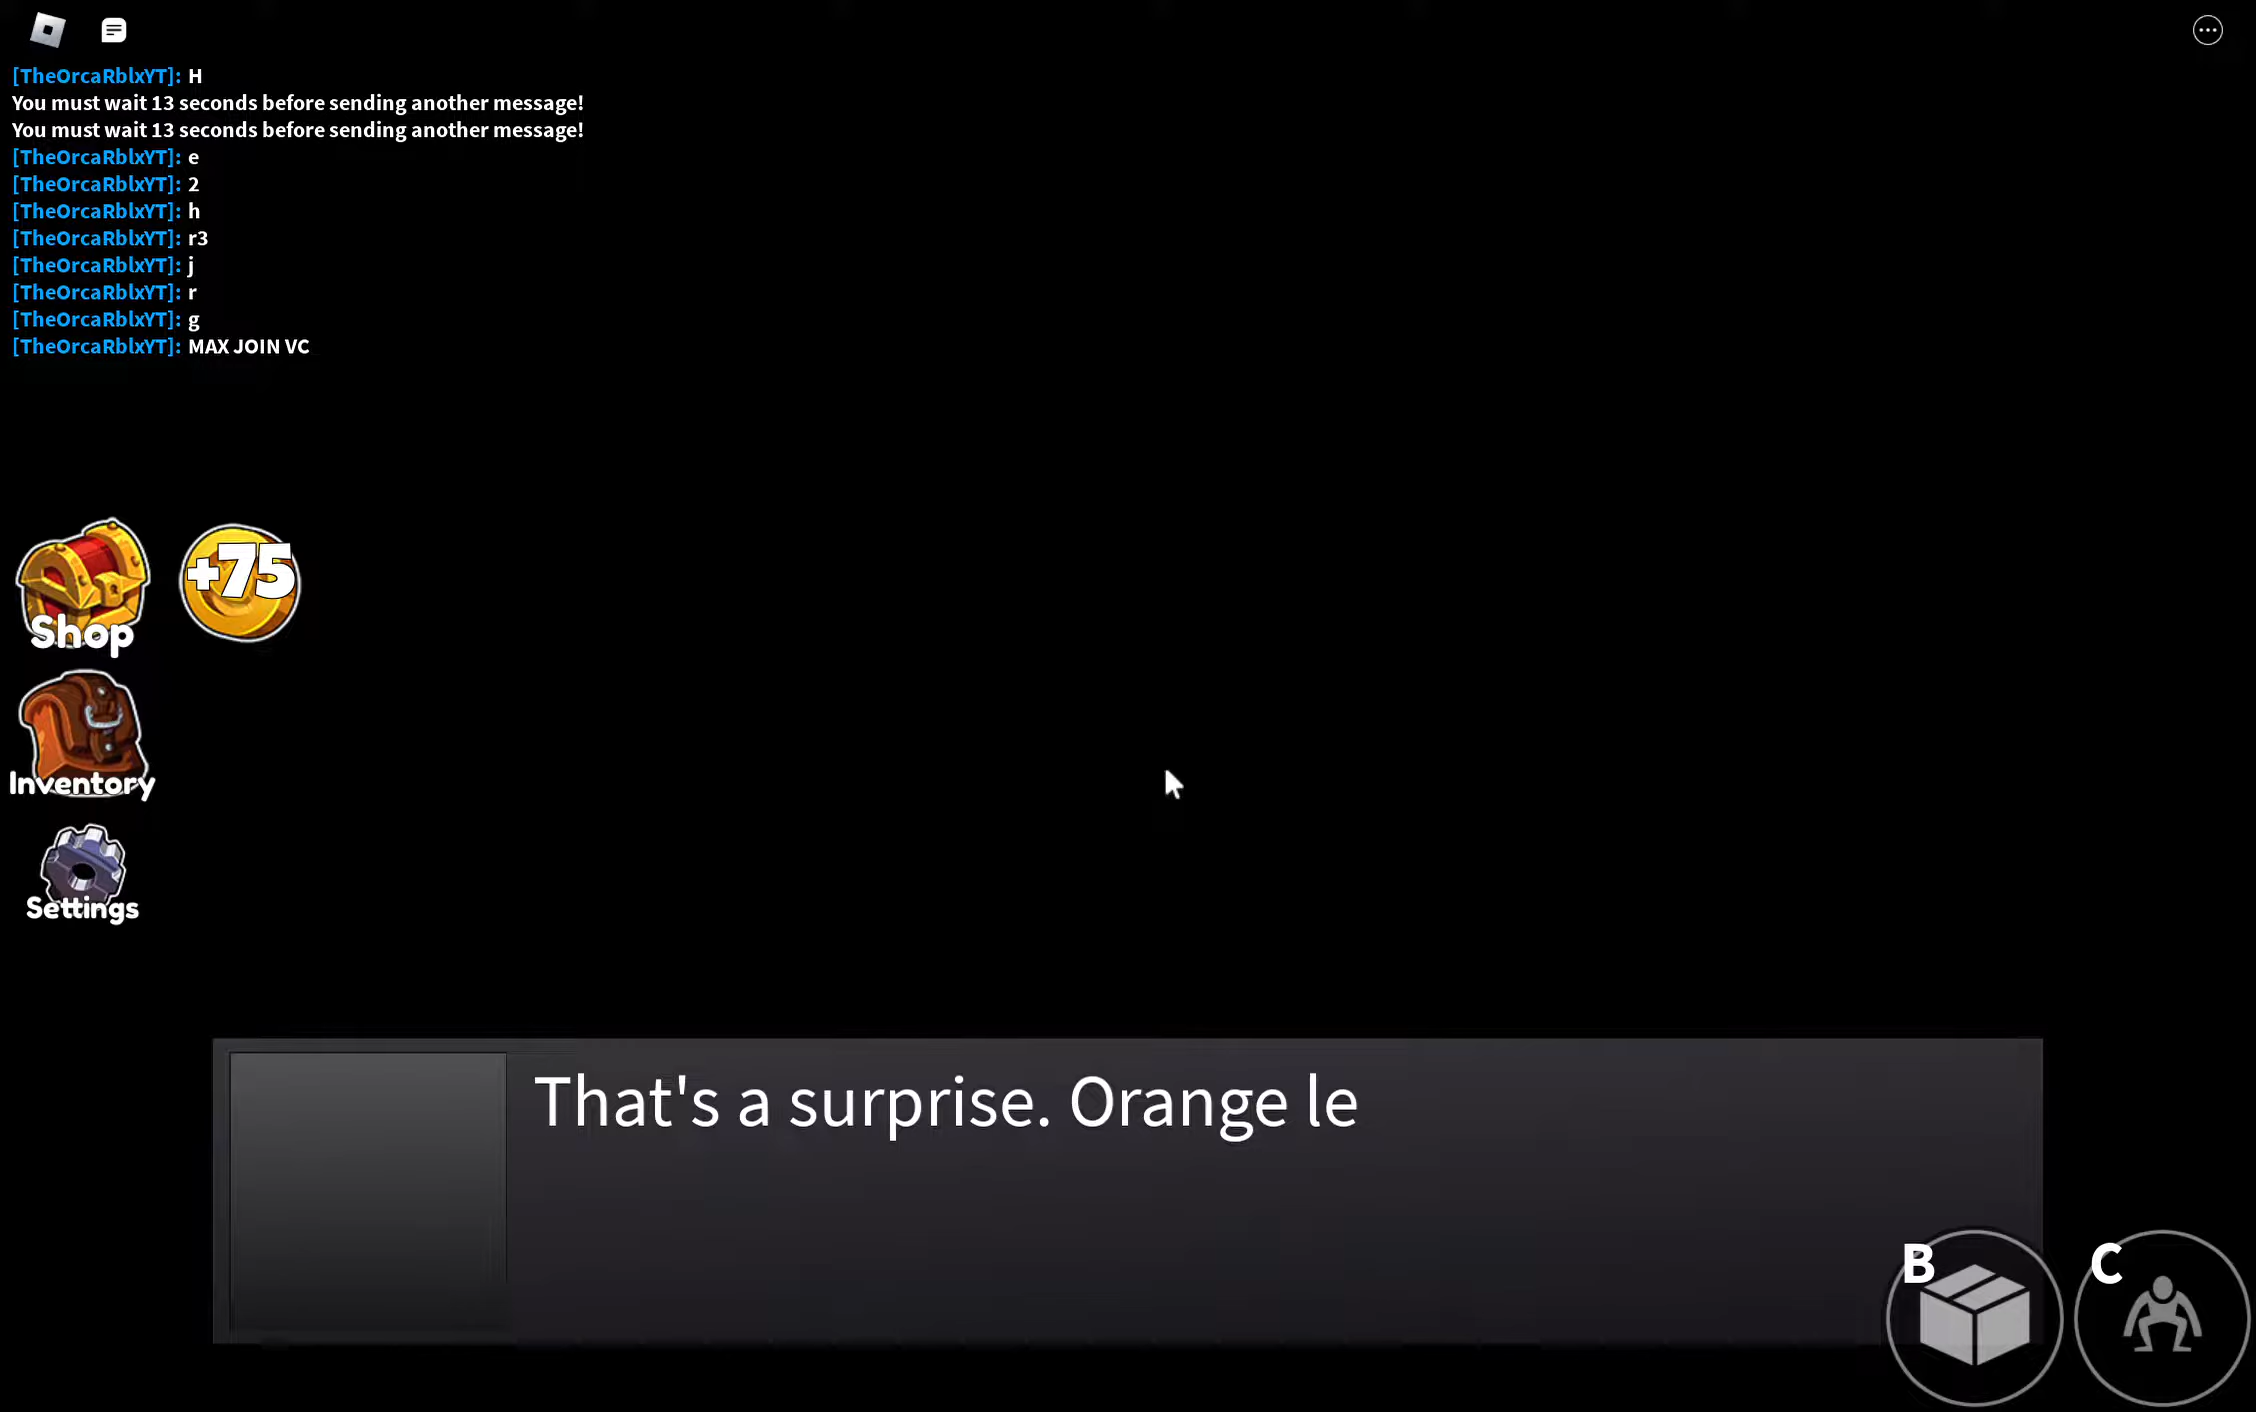 [TheOrcaRblxYT]: H
You must wait 13 seconds before sending another message!
You must wait 13 seconds before sending another message!
[TheOrcaRblxYT]: e
[TheOrcaRblxYT]: 2
[TheOrcaRblxYT]: h
[TheOrcaRblxYT]: r3
[TheOrcaRblxYT]: j
[TheOrcaRblxYT]: r
[TheOrcaRblxYT]: g
[TheOrcaRblxYT]: MAX JOIN VC
+75
Shop
Inventory
Settings
That's a surprise. Orange le
B
C